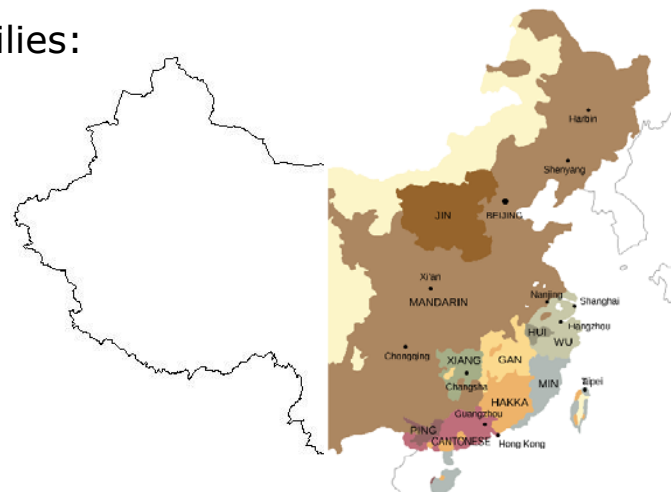 ilies:
Harbin
Shenyang
JIN
BEIJING
Xi'an
MANDARIN
Nanjing
Shanghai
Hangzhou
HUI
WU
Chongqing
XIANG
GAN
Changsha
MIN
Taipei
HAKKA
Guangzhou
PING
CANTONESE
Hong Kong